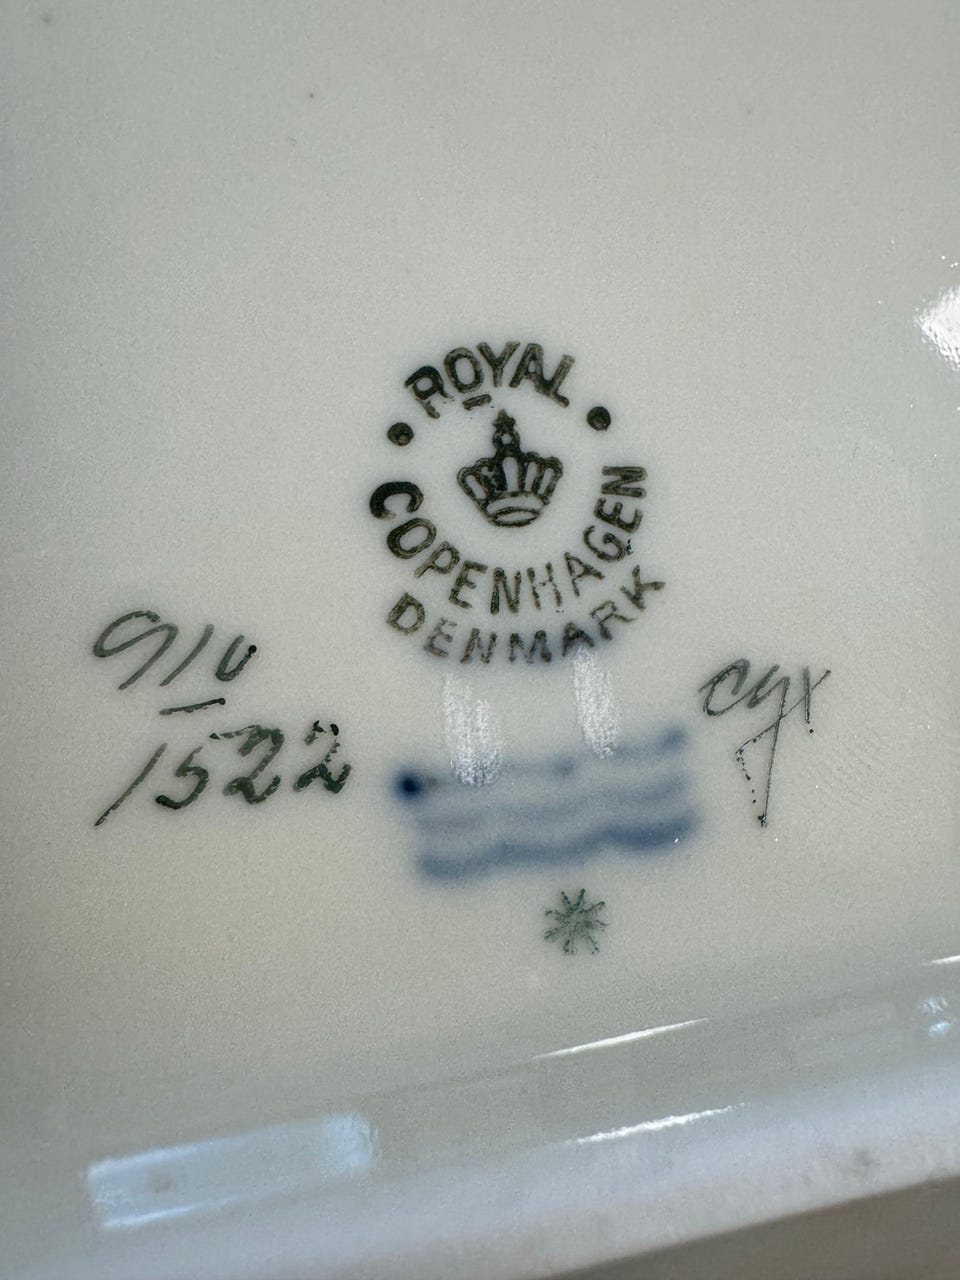 ROYAL
COPENHAGEN
DENMARK
1522